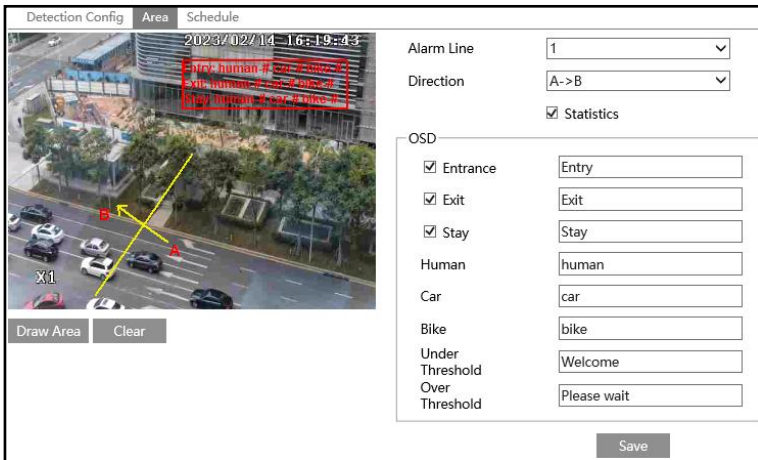 Detection Config Area Schedule
2023/02/14 16:19:43
Entry: human-# car-# bike-#
Exit: human-# car-# bike-#
Stay: human-# car-# bike-#
B
A
X1
Draw Area Clear
Alarm Line 1
Direction A->B
Statistics
OSD
Entrance Entry
Exit Exit
Stay Stay
Human human
Car car
Bike bike
Under
Threshold Welcome
Over
Threshold Please wait
Save